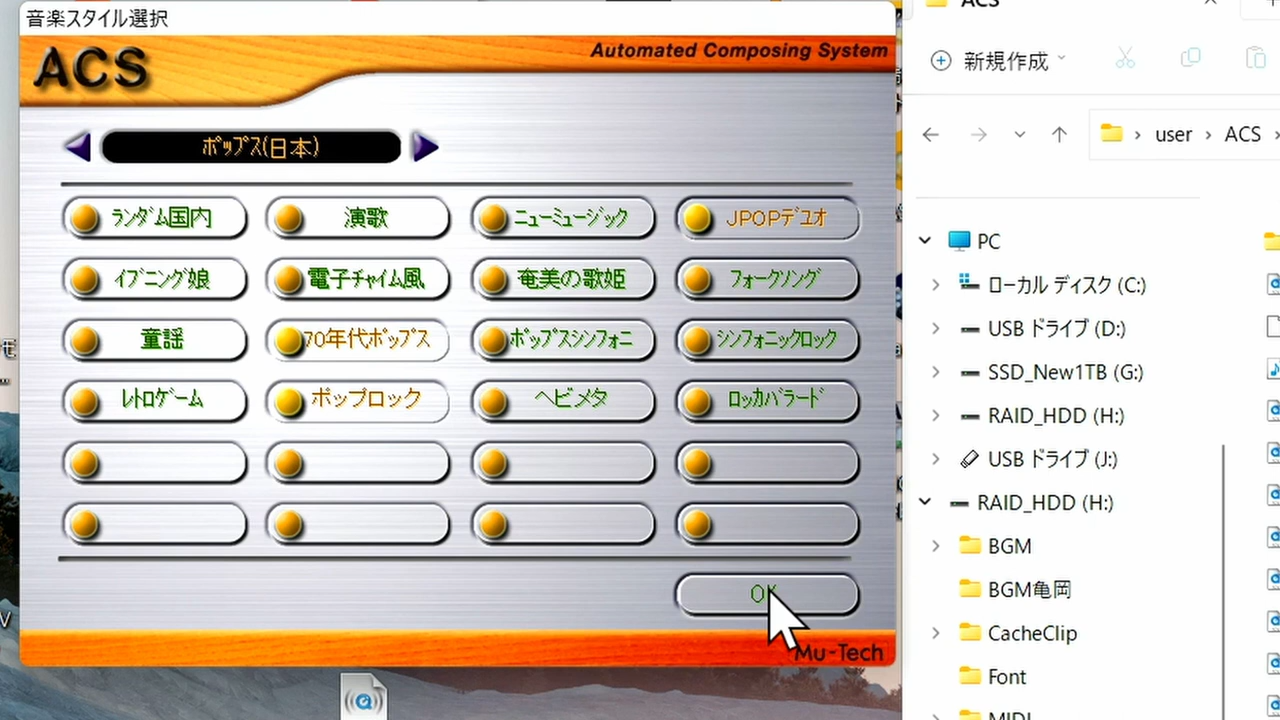 音楽スタイル選択
ACS
Automated Composing System
ポップス(日本)
ランダム国内
演歌
ニューミュージック
JPOPデュオ
イブニング娘
電子チャイム風
奄美の歌姫
フォークソング
童謡
70年代ポップス
ポップスシンフォニ
シンフォニックロック
レトロゲーム
ポップロック
ヘビメタ
ロッカバラード
OK
Mu-Tech
ACS
新規作成
user › ACS
PC
ローカル ディスク (C:)
USB ドライブ (D:)
SSD_New1TB (G:)
RAID_HDD (H:)
USB ドライブ (J:)
RAID_HDD (H:)
BGM
BGM亀岡
CacheClip
Font
MIDI